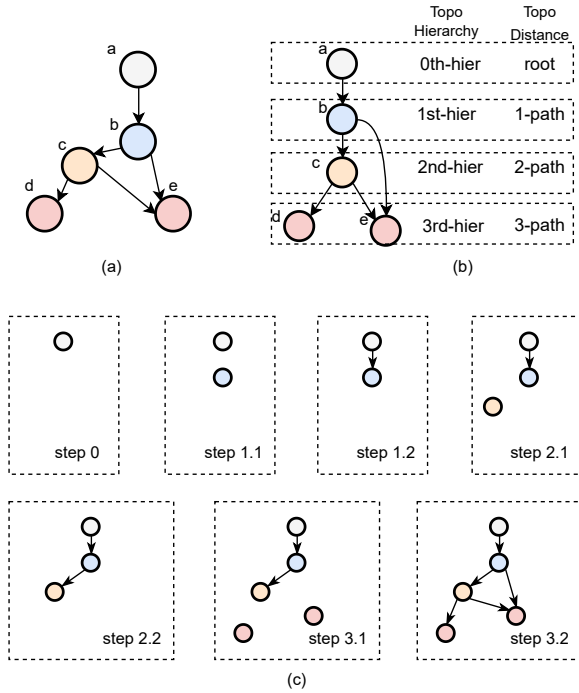 a
b
c
d
e
(a)
Topo
Hierarchy
Topo
Distance
a
0th-hier
root
b
1st-hier
1-path
c
2nd-hier
2-path
d
e
3rd-hier
3-path
(b)
step 0
step 1.1
step 1.2
step 2.1
step 2.2
step 3.1
step 3.2
(c)